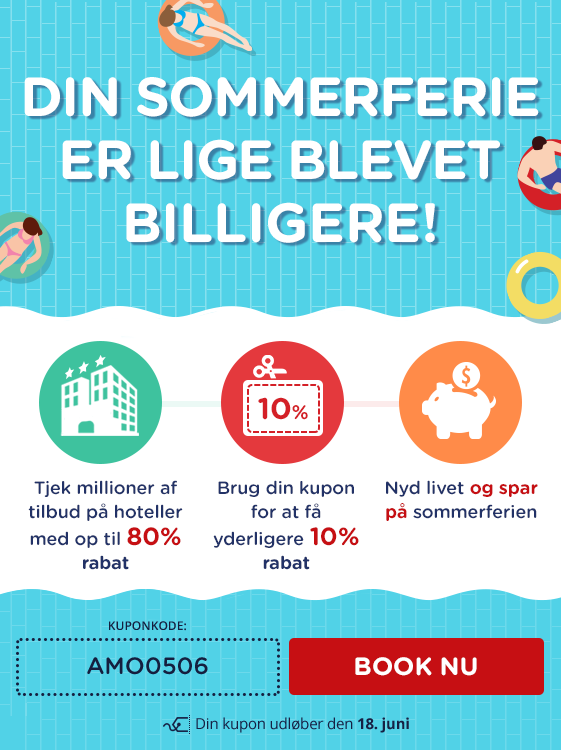 DIN SOMMERFERIE
ER LIGE BLEVET
BILLIGERE!
10%
$
Tjek millioner af
tilbud på hoteller
med op til 80%
rabat
Brug din kupon
for at få
yderligere 10%
rabat
Nyd livet og spar
på sommerferien
KUPONKODE:
AMO0506
BOOK NU
Din kupon udløber den 18. juni